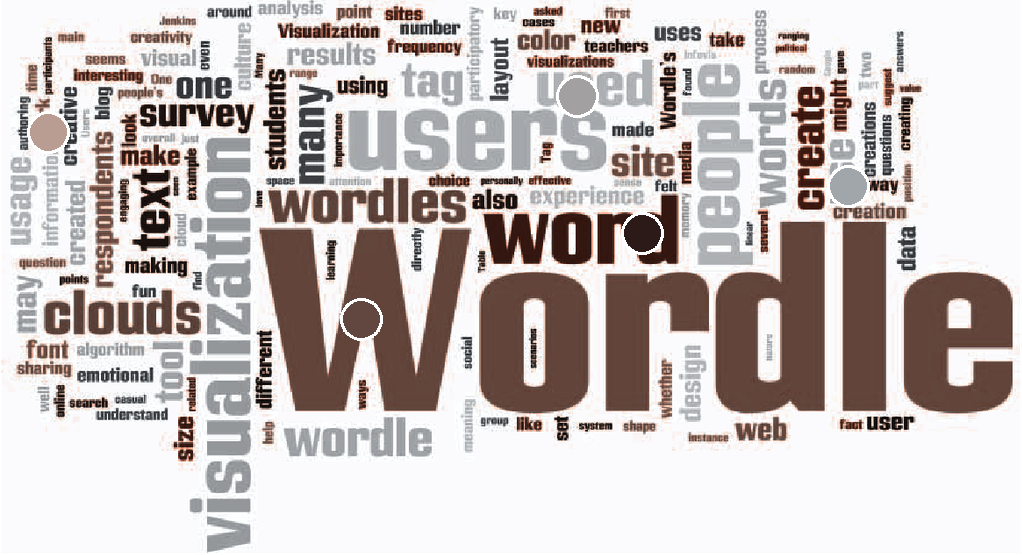 around
analysis
point
sites
key
asked
cases
first
new
Jenkins
creativity
main
Visualization
number
frequency
participatory
layout
color
teachers
uses
take
process
ranging
political
answers
seems
visual
even
culture
Many
results
range
visualizations
random
gave
two
part
suggest
value
interesting
One
people's
one
using
tag
used
Wordle's
found
people
words
create
might
creations
questions
creating
time
participants
authoring
creative
Users
blog
look
survey
students
many
importance
users
made
Tag
site
media
overall
just
make
example
text
engaging
respondents
usage
created
cloud
space
attention
choice
personally
effective
sense
felt
love
wordles
also
experience
memory
linear
several
way
position
creation
data
word
Table
directly
learning
question
points
making
find
fun
may
clouds
visualization
Wordle
font
algorithm
sharing
emotional
tool
different
social
scenarios
whether
design
well
online
search
casual
related
understand
size
help
ways
wordle
meaning
group
like
set
system
shape
instance
web
fact
user